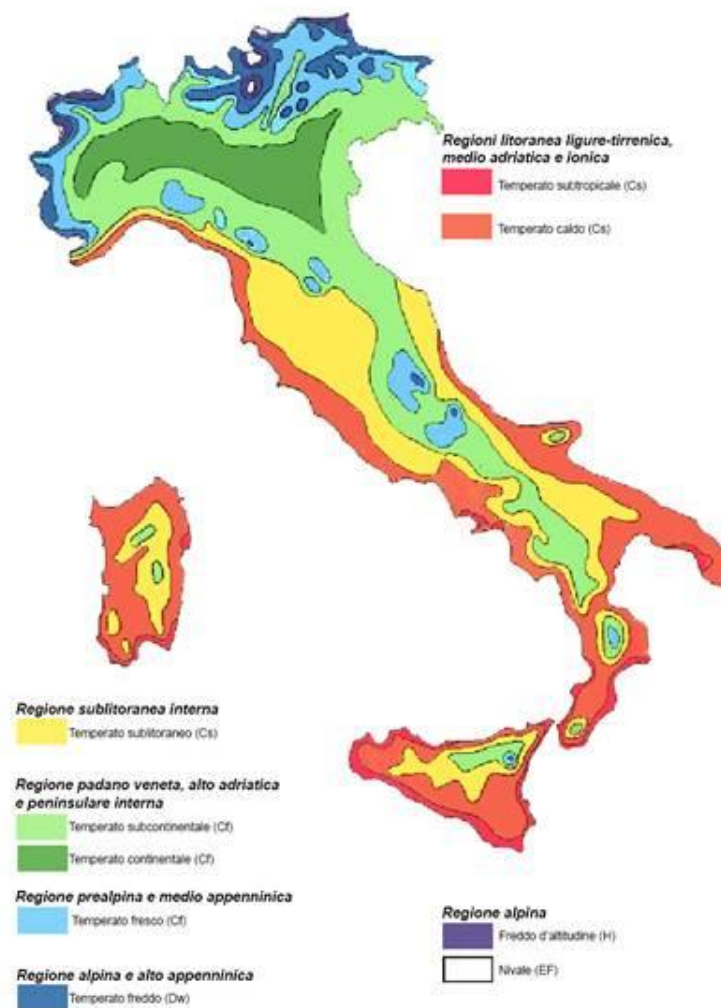 Regioni litoranea ligure-tirrenica,
medio adriatica e ionica
Temperato subtropicale (Cs)
Temperato caldo (Cs)
Regione sublitoranea interna
Temperato sublitoraneo (Cs)
Regione padano veneta, alto adriatica
e peninsulare interna
Temperato subcontinentale (Cf)
Temperato continentale (Cf)
Regione prealpina e medio appenninica
Temperato fresco (Cf)
Regione alpina e alto appenninica
Temperato freddo (Dw)
Regione alpina
Freddo d'altitudine (H)
Nivale (EF)